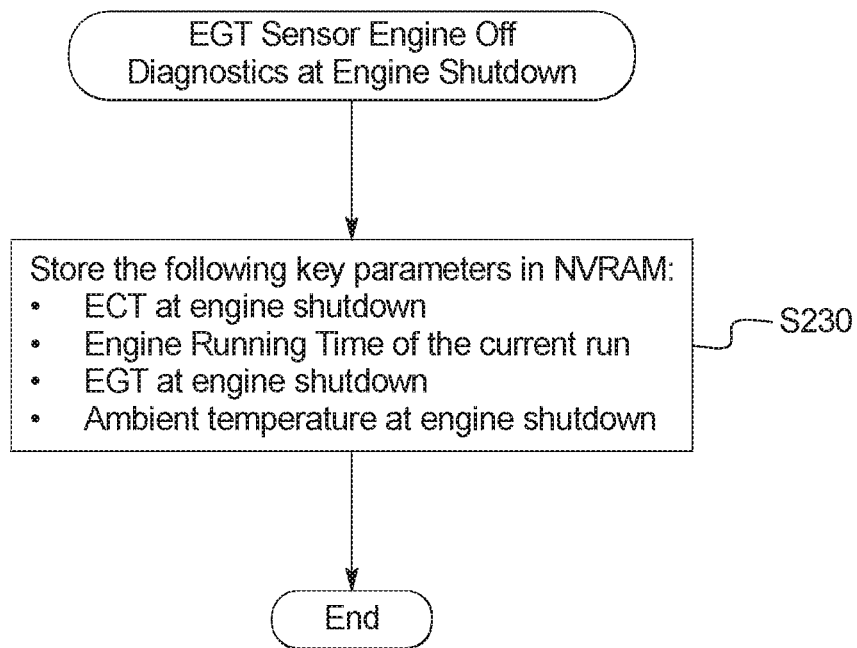 EGT Sensor Engine Off
Diagnostics at Engine Shutdown
Store the following key parameters in NVRAM:
• ECT at engine shutdown
• Engine Running Time of the current run
• EGT at engine shutdown
• Ambient temperature at engine shutdown
S230
End